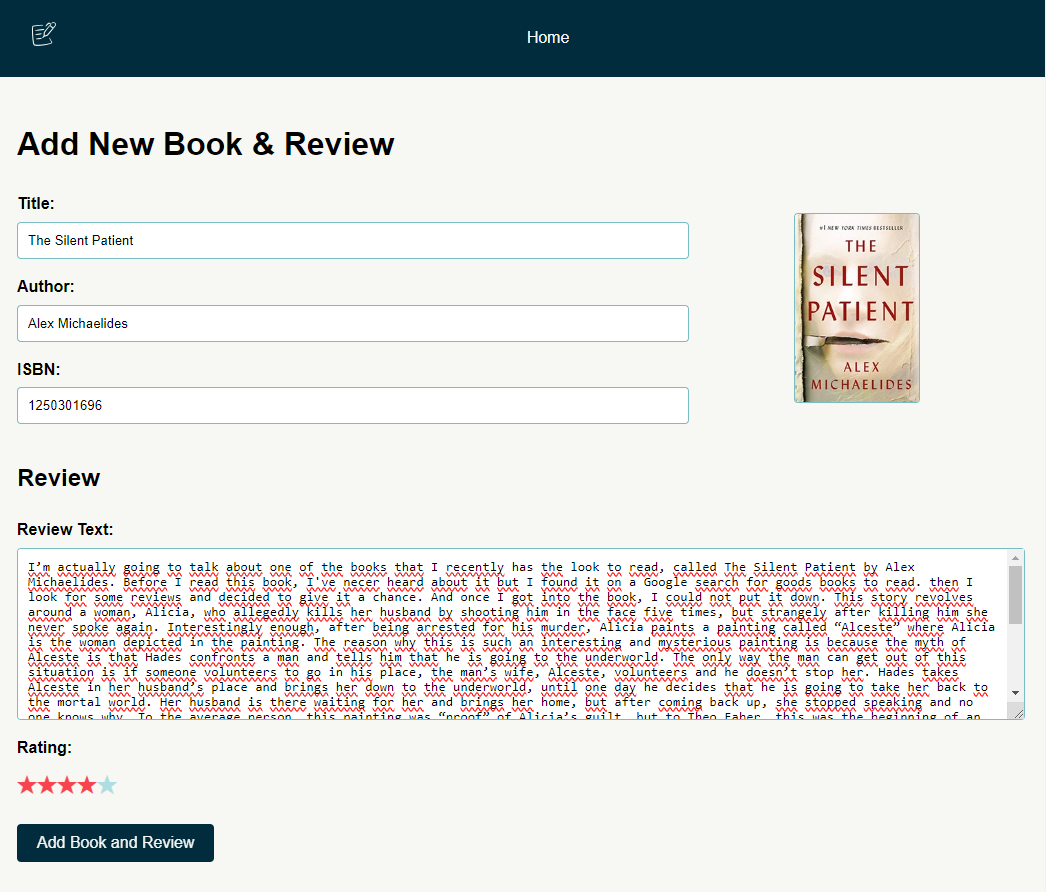 Home
Add New Book & Review
Title:
The Silent Patient
#1 NEW YORK TIMES BESTSELLER
THE
SILENT
PATIENT
ALEX
MICHAELIDES
Author:
Alex Michaelides
ISBN:
1250301696
Review
Review Text:
I’m actually going to talk about one of the books that I recently has the look to read, called The Silent Patient by Alex
Michaelides. Before I read this book, I've necer heard about it but I found it on a Google search for goods books to read. then I
look for some reviews and decided to give it a chance. And once I got into the book, I could not put it down. This story revolves
around a woman, Alicia, who allegedly kills her husband by shooting him in the face five times, but strangely after killing him she
never spoke again. Interestingly enough, after being arrested for his murder, Alicia paints a painting called “Alceste” where Alicia
is the woman depicted in the painting. The reason why this is such an interesting and mysterious painting is because the myth of
Alceste is that Hades confronts a man and tells him that he is going to the underworld. The only way the man can get out of this
situation is if someone volunteers to go in his place, the man’s wife, Alceste, volunteers and he doesn’t stop her. Hades takes
Alceste in her husband’s place and brings her down to the underworld, until one day he decides that he is going to take her back to
the mortal world. Her husband is there waiting for her and brings her home, but after coming back up, she stopped speaking and no
one knows why. To the average person, this painting was “proof” of Alicia’s guilt, but to Theo Faber, this was the beginning of an
Rating:
Add Book and Review